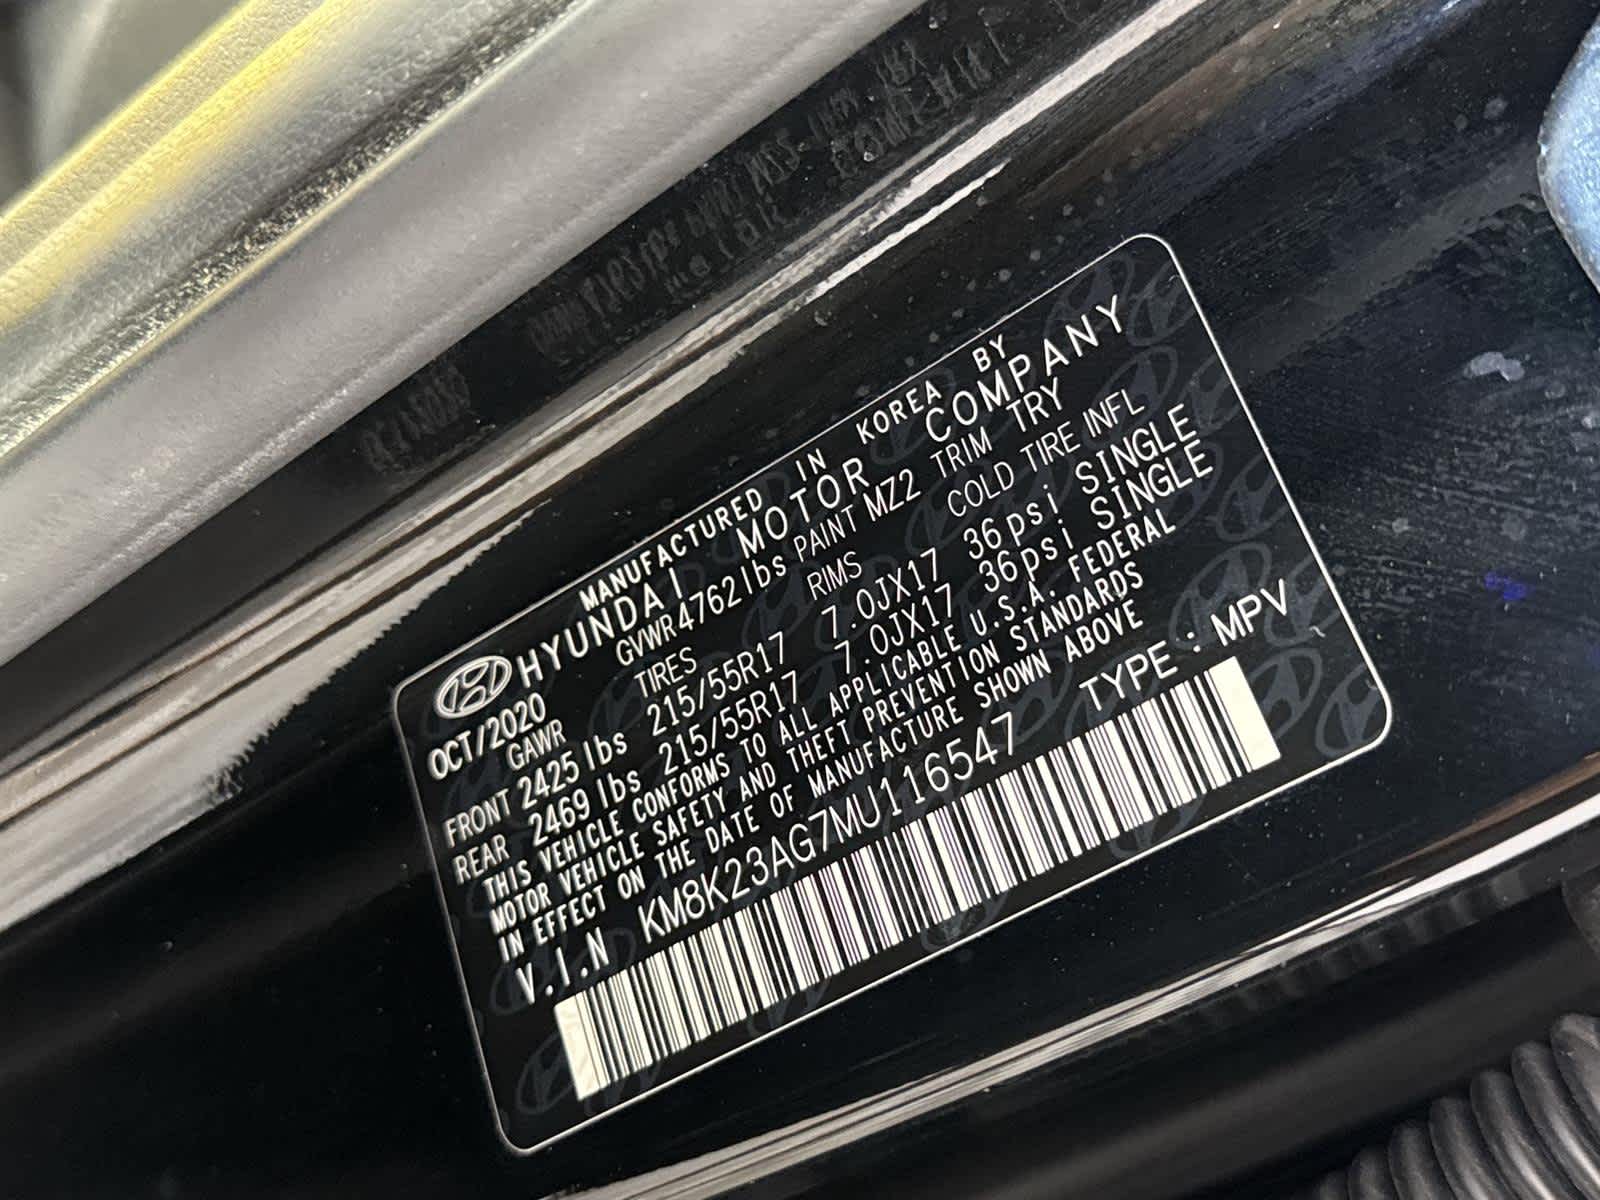 MANUFACTURED IN KOREA BY
HYUNDAI MOTOR COMPANY
OCT/2020 GVWR 4762lbs PAINT MZ2 TRIM TRY
GAWR TIRES RIMS COLD TIRE INFL
FRONT 2425 lbs 215/55R17 7.0JX17 36psi SINGLE
REAR 2469 lbs 215/55R17 7.0JX17 36psi SINGLE
THIS VEHICLE CONFORMS TO ALL APPLICABLE U.S.A. FEDERAL
MOTOR VEHICLE SAFETY AND THEFT PREVENTION STANDARDS
IN EFFECT ON THE DATE OF MANUFACTURE SHOWN ABOVE
V.I.N KM8K23AG7MU116547 TYPE : MPV